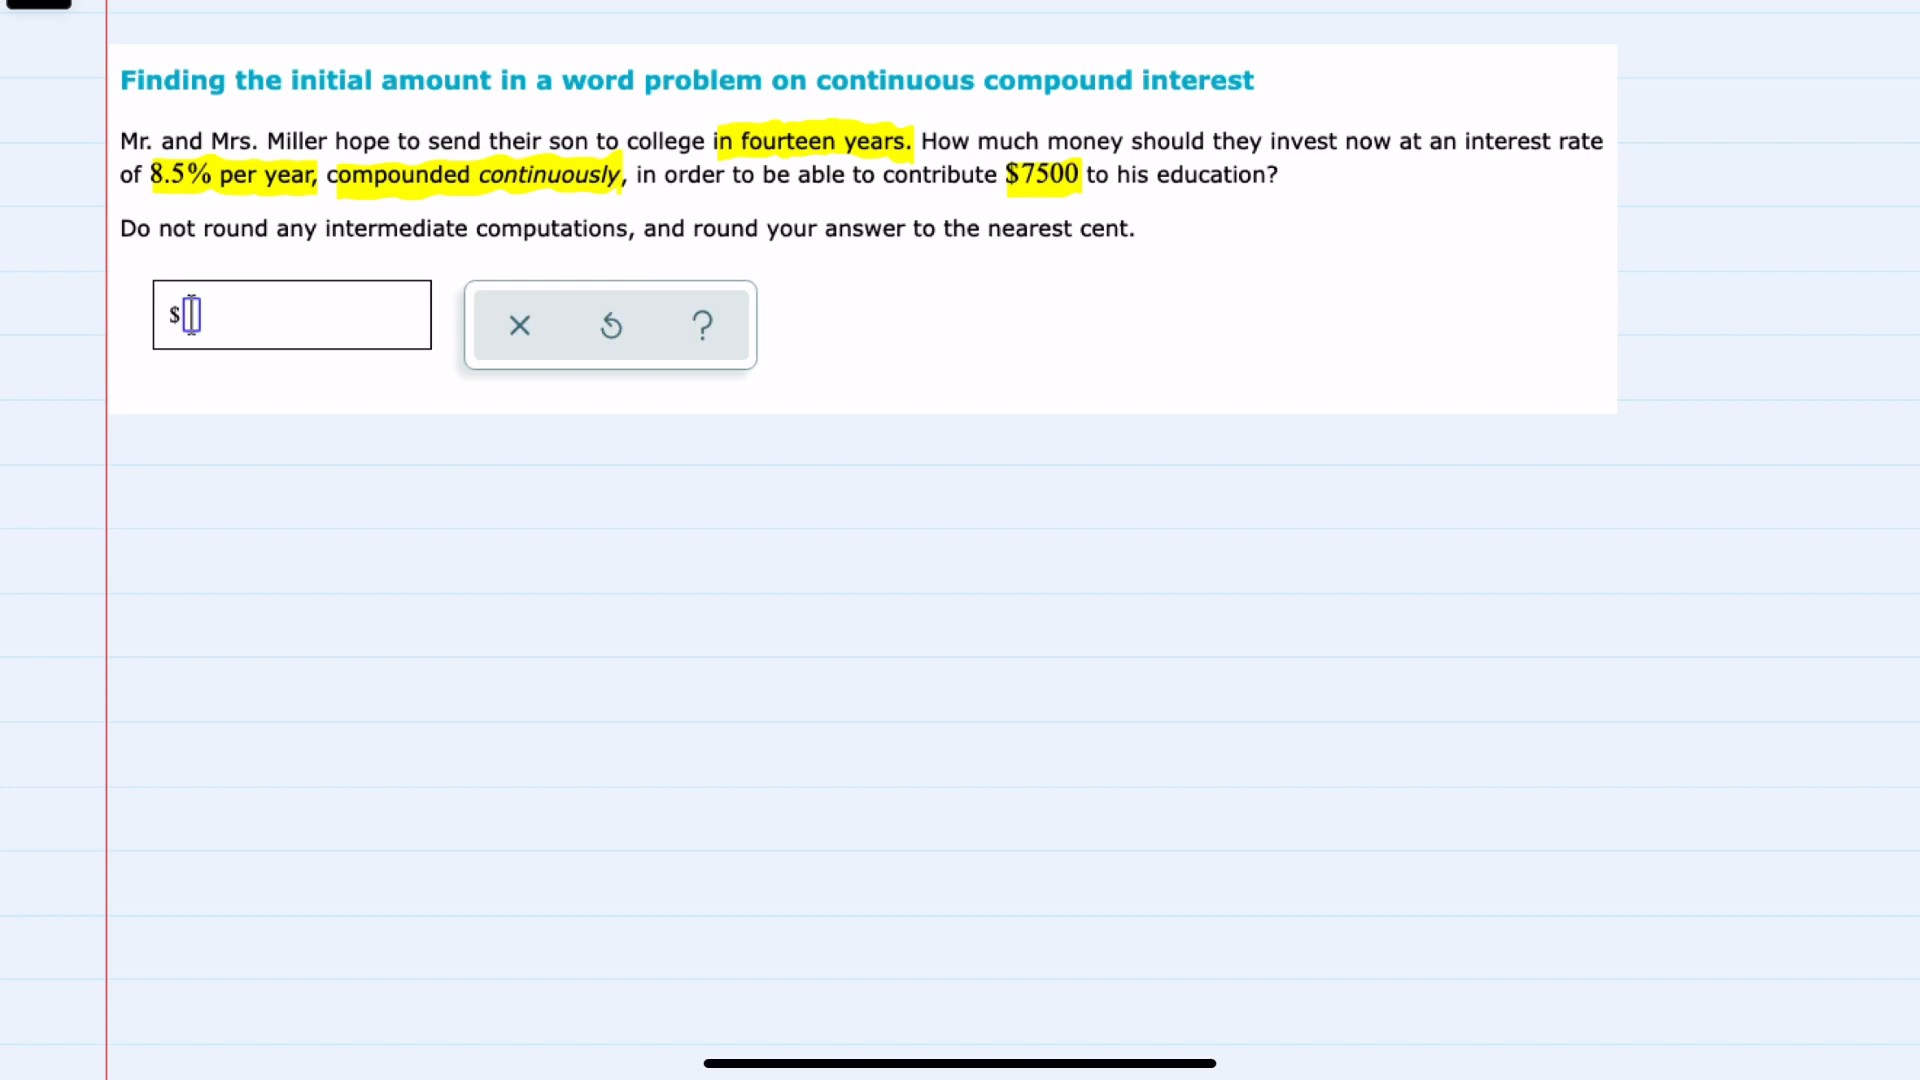 Finding the initial amount in a word problem on continuous compound interest
Mr. and Mrs. Miller hope to send their son to college in fourteen years. How much money should they invest now at an interest rate
of 8.5% per year, compounded continuously, in order to be able to contribute $7500 to his education?
Do not round any intermediate computations, and round your answer to the nearest cent.
$
?